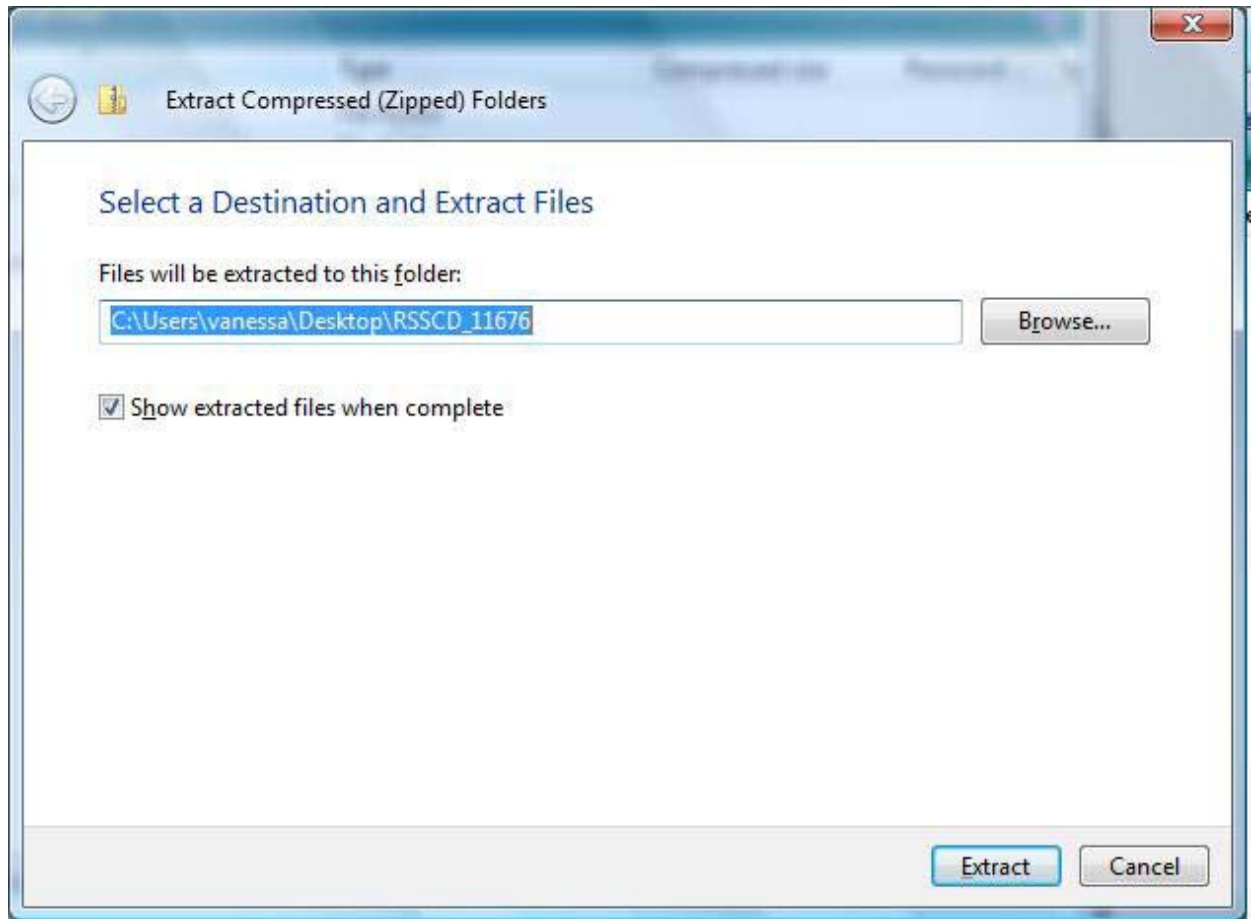 Extract Compressed (Zipped) Folders
Select a Destination and Extract Files
Files will be extracted to this folder:
C:\Users\vanessa\Desktop\RSSCD_11676
Browse...
Show extracted files when complete
Extract
Cancel